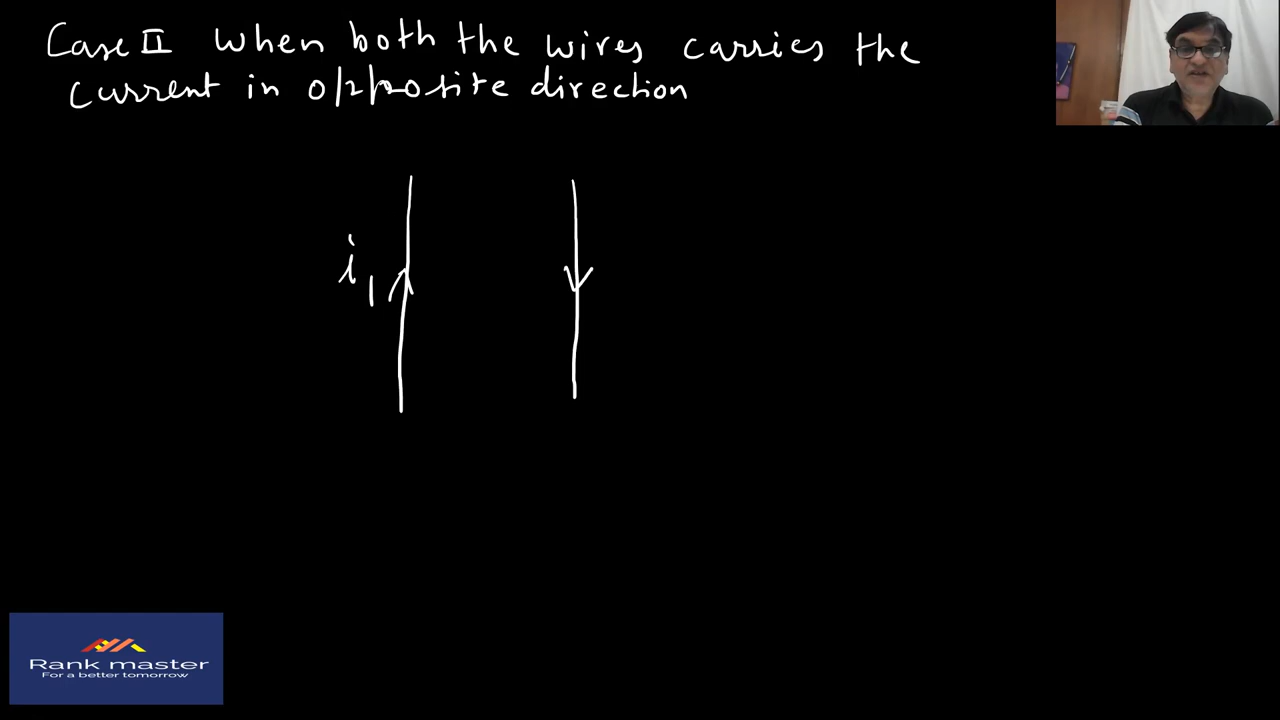 Case II When both the wires carries the
current in opposite direction
i1
Rank master
For a better tomorrow